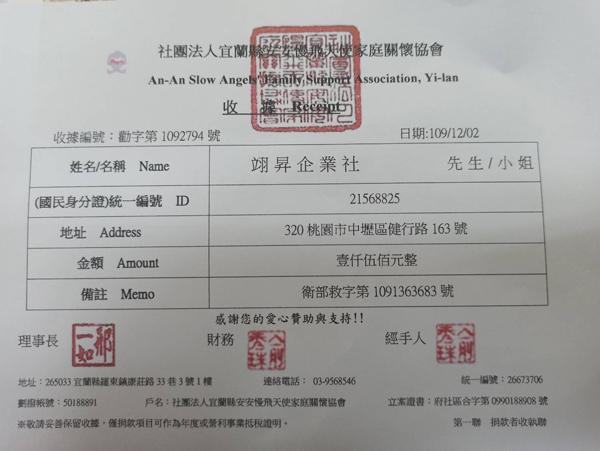 社團法人宜蘭縣安安慢飛天使家庭關懷協會
An-An Slow Angels' Family Support Association, Yi-lan
收 據 Receipt
收據編號：勸字第 1092794 號 日期:109/12/02
姓名/名稱 Name 翊昇企業社 先生/小姐
(國民身分證)統一編號 ID 21568825
地址 Address 320 桃園市中壢區健行路 163 號
金額 Amount 壹仟伍佰元整
備註 Memo 衛部救字第 1091363683 號
感謝您的愛心贊助與支持!!
理事長 財務 經手人
地址：265033 宜蘭縣羅東鎮康莊路 33 巷 3 號 1 樓 連絡電話： 03-9568546 統一編號：26673706
劃撥帳號：50188891 戶名：社團法人宜蘭縣安安慢飛天使家庭關懷協會 立案證書：府社區合字第 0990188908 號
※敬請妥善保留收據，僅捐款項目可作為年度或營利事業抵稅證明。 第一聯 捐款者收執聯